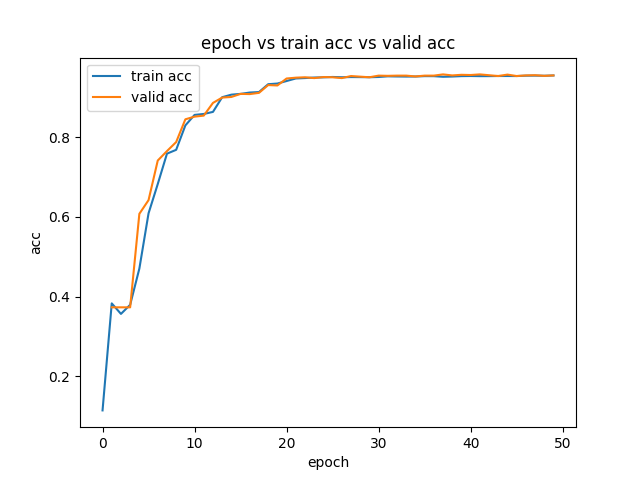 epoch vs train acc vs valid acc
train acc
valid acc
0.8
0.6
0.4
0.2
acc
0 10 20 30 40 50
epoch